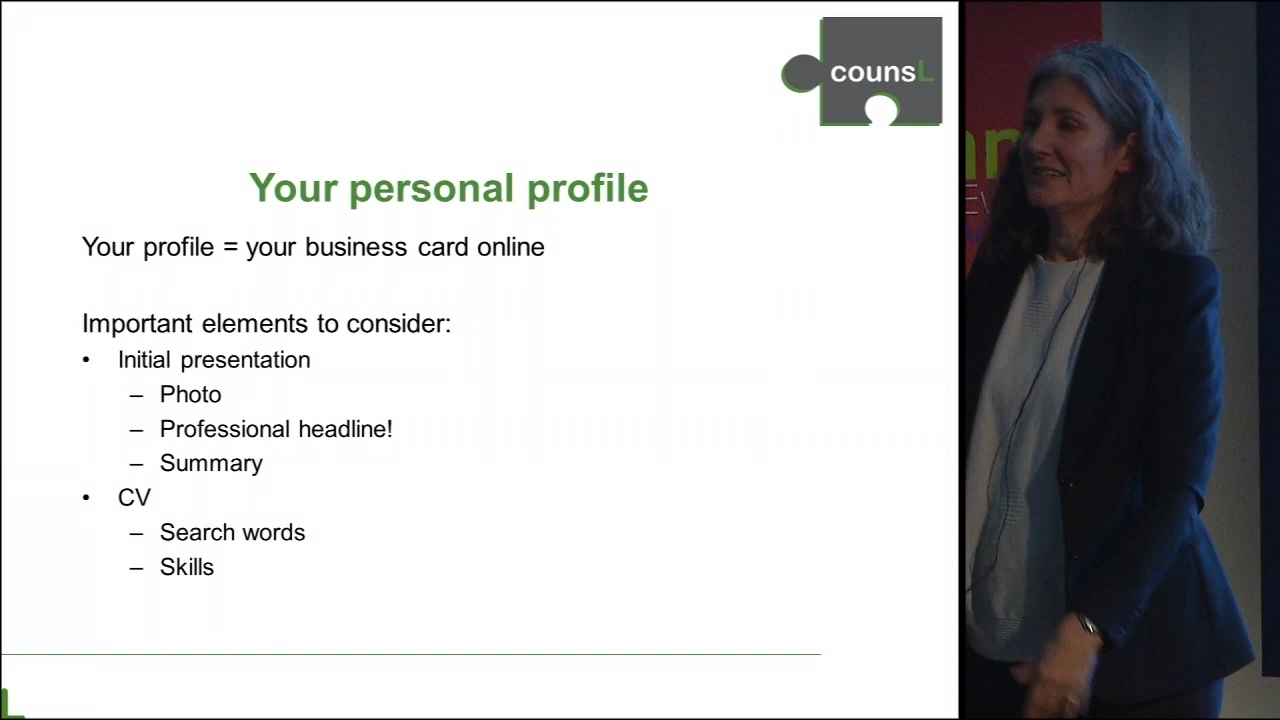 counsL
Your personal profile
Your profile = your business card online
Important elements to consider:
• Initial presentation
– Photo
– Professional headline!
– Summary
• CV
– Search words
– Skills
L